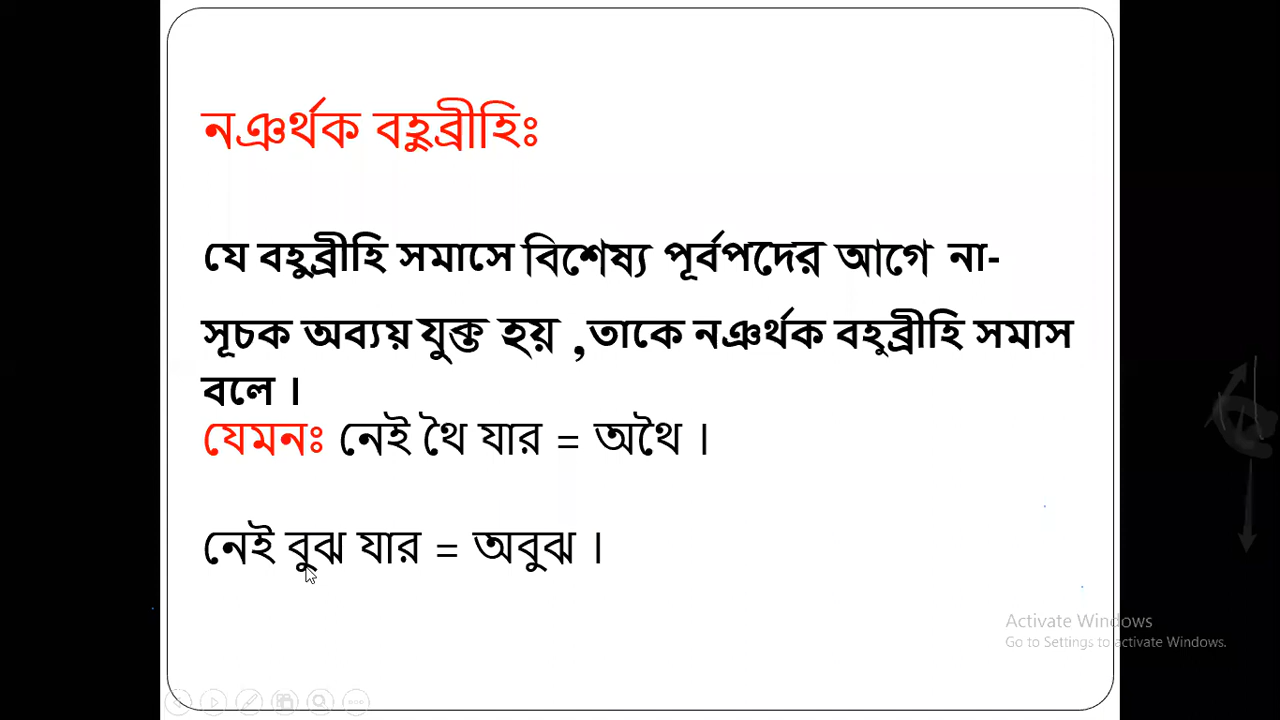 নঞর্থক বহুব্রীহিঃ
যে বহুব্রীহি সমাসে বিশেষ্য পূর্বপদের আগে না-
সূচক অব্যয় যুক্ত হয় ,তাকে নঞর্থক বহুব্রীহি সমাস
বলে ।
যেমনঃ নেই থৈ যার = অথৈ ।
নেই বুঝ যার = অবুঝ ।
Activate Windows
Go to Settings to activate Windows.